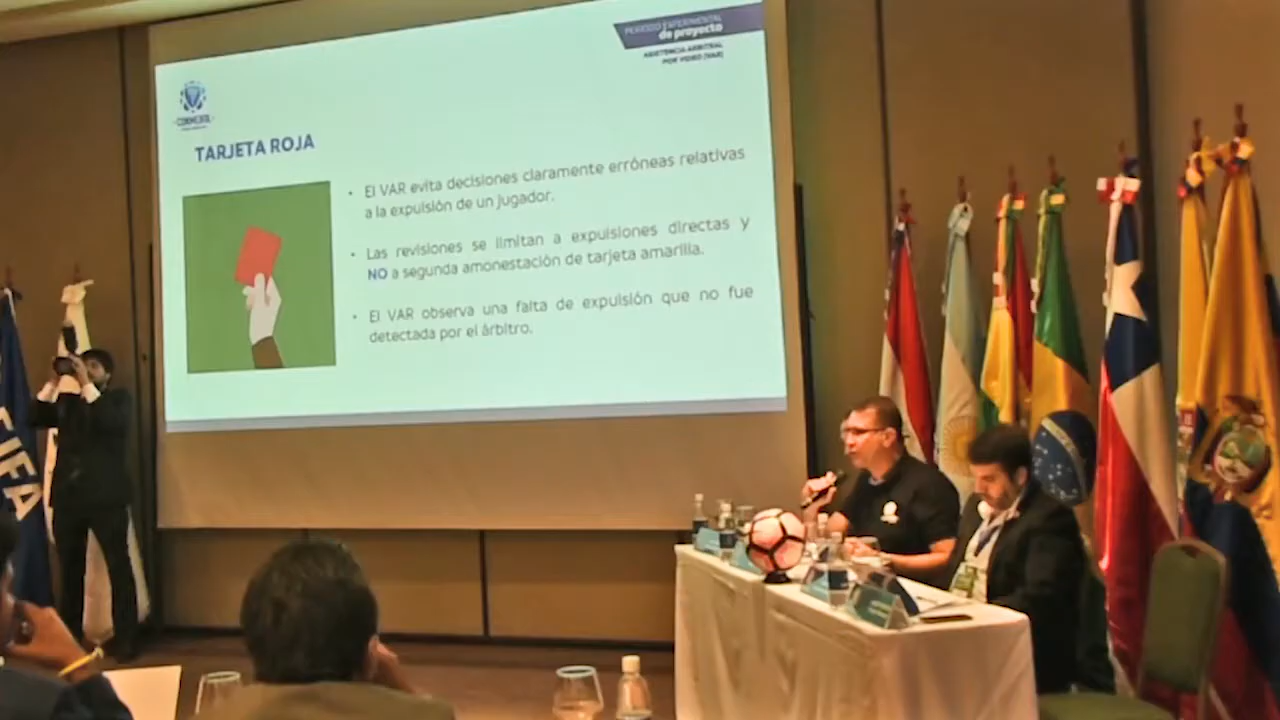 PERIODO EXPERIMENTAL
de proyecto
ASISTENCIA ARBITRAL
POR VIDEO (VAR)
CONMEBOL
TARJETA ROJA
• El VAR evita decisiones claramente erróneas relativas
a la expulsión de un jugador.
• Las revisiones se limitan a expulsiones directas y
NO a segunda amonestación de tarjeta amarilla.
• El VAR observa una falta de expulsión que no fue
detectada por el árbitro.
FIFA